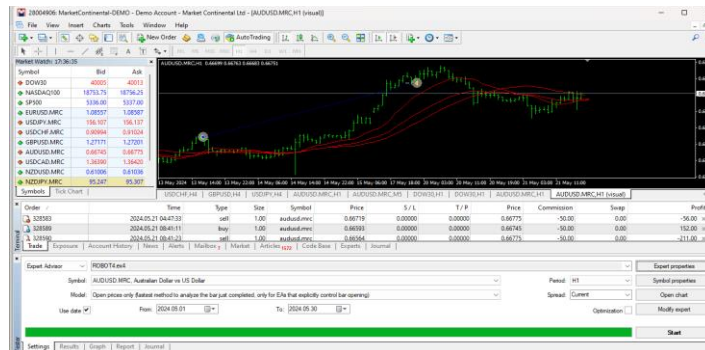 28004906: MarketContinental-DEMO - Demo Account - Market Continental Ltd - [AUDUSD.MRC,H1 (visual)]
File View Insert Charts Tools Window Help
New Order AutoTrading
Market Watch: 17:36:35
Symbol Bid Ask
DOW30 40005 40013
NASDAQ100 18753.75 18756.25
SP500 5336.00 5337.00
EURUSD.MRC 1.08557 1.08587
USDJPY.MRC 156.107 156.137
USDCHF.MRC 0.90994 0.91024
GBPUSD.MRC 1.27171 1.27201
AUDUSD.MRC 0.66745 0.66775
USDCAD.MRC 1.36390 1.36420
NZDUSD.MRC 0.61006 0.61036
NZDJPY.MRC 95.247 95.307
Symbols Tick Chart
AUDUSD.MRC,H1 0.66699 0.66763 0.66683 0.66751
USDCHF,H4 GBPUSD,H4 USDJPY,H4 AUDUSD.MRC,H1 AUDUSD.MRC,M5 DOW30,H1 DOW30,H1 AUDUSD.MRC,H1 AUDUSD.MRC,H1 (visual)
Order Time Type Size Symbol Price S / L T / P Price Commission Swap Profit
328583 2024.05.21 04:47:33 sell 1.00 audusd.mrc 0.66719 0.00000 0.00000 0.66775 -50.00 0.00 -56.00
328589 2024.05.21 08:41:11 buy 1.00 audusd.mrc 0.66593 0.00000 0.00000 0.66745 -50.00 0.00 152.00
328590 2024.05.21 08:41:23 sell 1.00 audusd.mrc 0.66564 0.00000 0.00000 0.66775 -50.00 0.00 -211.00
Trade Exposure Account History News Alerts Mailbox Market Articles Code Base Experts Journal
Expert Advisor ROBOT4.ex4 Expert properties
Symbol: AUDUSD.MRC, Australian Dollar vs US Dollar Period: H1 Symbol properties
Model: Open prices only (fastest method to analyze the bar just completed, only for EAs that explicitly control bar opening) Spread: Current Open chart
Use date From: 2024.05.01 To: 2024.05.30 Optimization Modify expert
Start
Settings Results Graph Report Journal